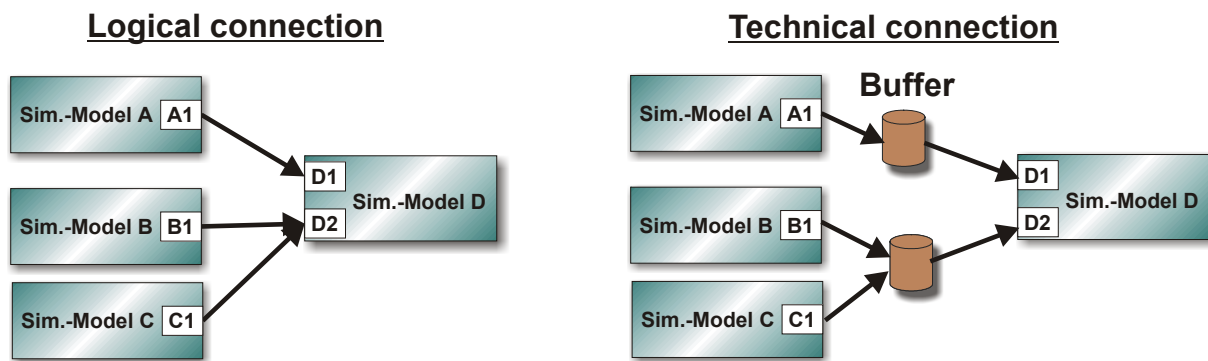 Logical connection
Sim.-Model A A1
D1
Sim.-Model D
D2
Sim.-Model B B1
Sim.-Model C C1
Technical connection
Buffer
Sim.-Model A A1
D1
Sim.-Model D
D2
Sim.-Model B B1
Sim.-Model C C1